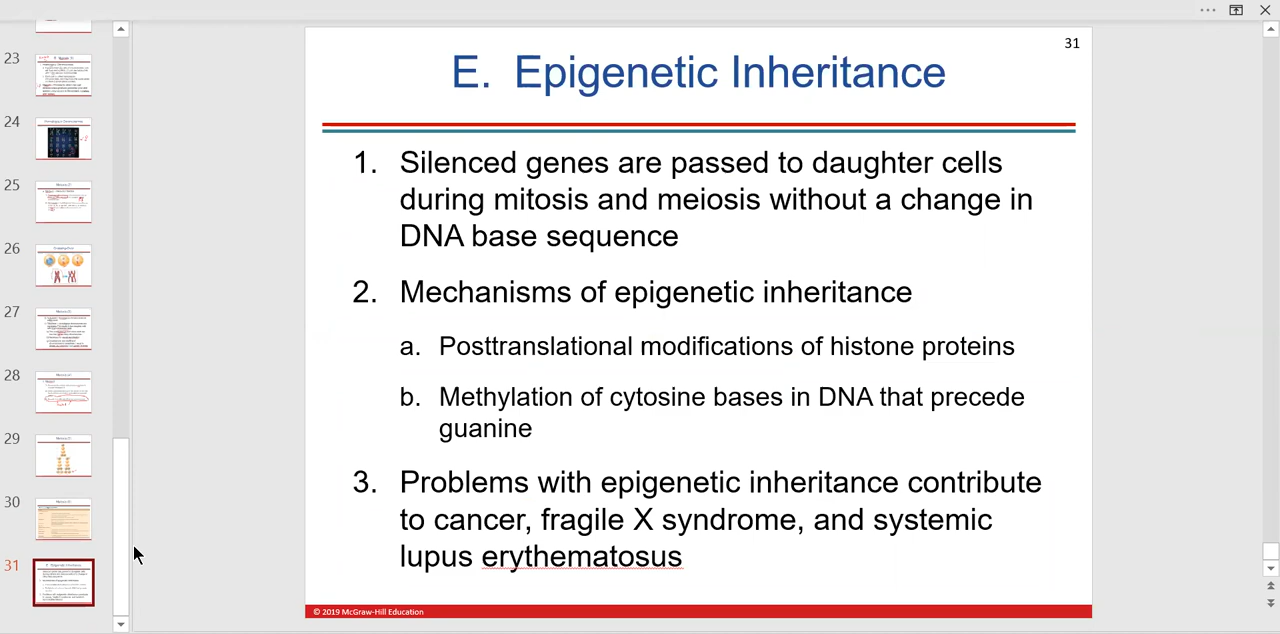 31
E. Epigenetic Inheritance
1. Silenced genes are passed to daughter cells
during mitosis and meiosis without a change in
DNA base sequence
2. Mechanisms of epigenetic inheritance
a. Posttranslational modifications of histone proteins
b. Methylation of cytosine bases in DNA that precede
guanine
3. Problems with epigenetic inheritance contribute
to cancer, fragile X syndrome, and systemic
lupus erythematosus
© 2019 McGraw-Hill Education
23
24
25
26
27
28
29
30
31